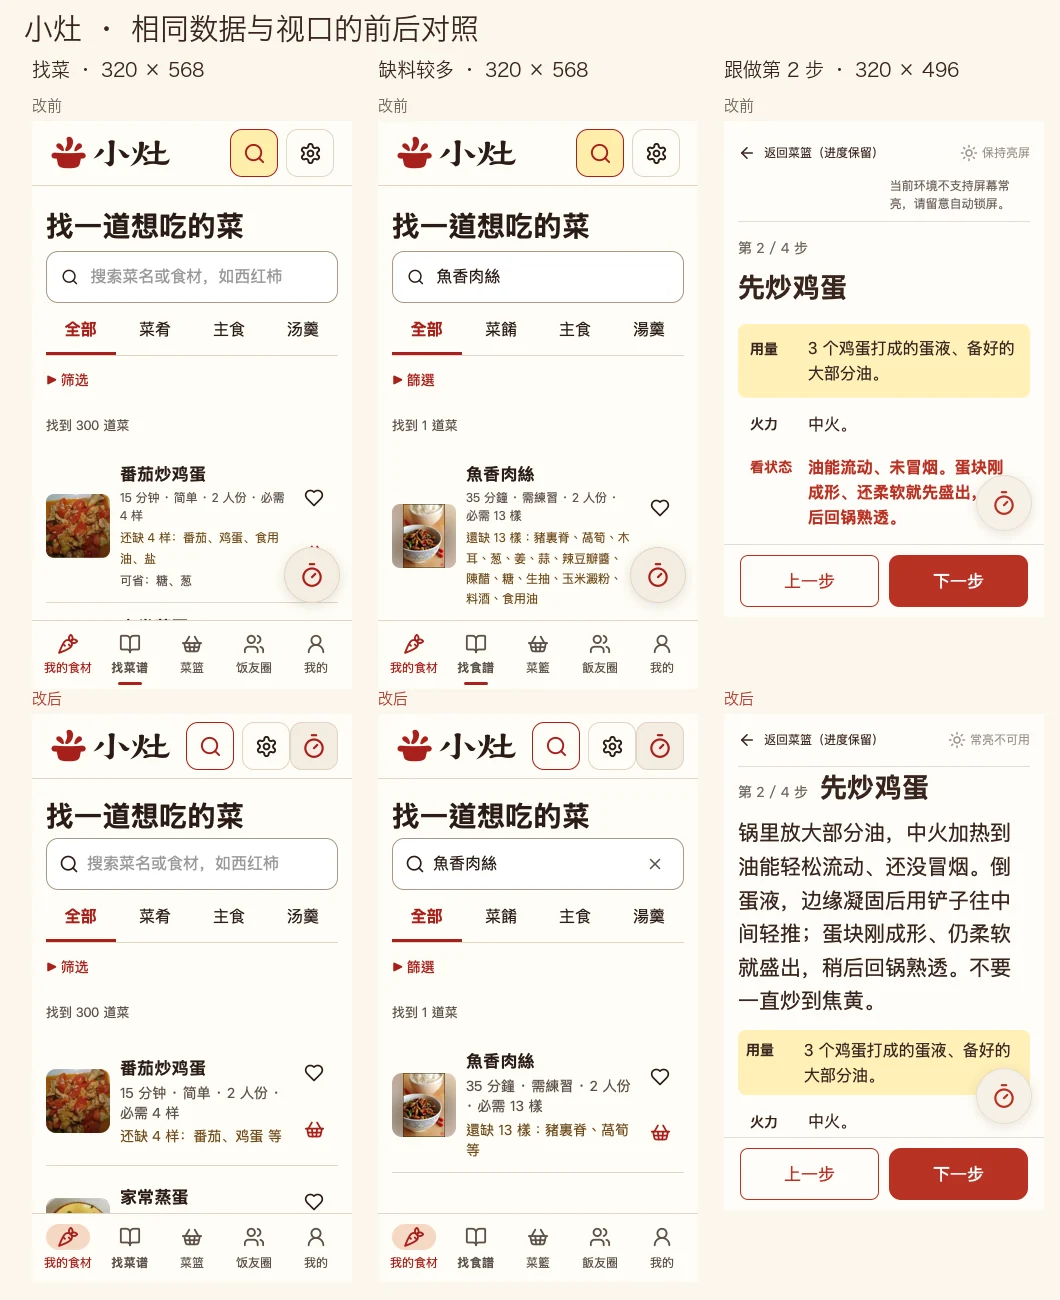 小灶 · 相同数据与视口的前后对照
找菜 · 320 × 568
改前
小灶
找一道想吃的菜
搜索菜名或食材，如西红柿
全部 菜肴 主食 汤羹
筛选
找到 300 道菜
番茄炒鸡蛋
15 分钟 · 简单 · 2 人份 · 必需
4 样
还缺 4 样：番茄、鸡蛋、食用
油、盐
可省：糖、葱
我的食材 找菜谱 菜篮 饭友圈 我的
缺料较多 · 320 × 568
改前
小灶
找一道想吃的菜
魚香肉絲
全部 菜餚 主食 湯羹
篩選
找到 1 道菜
魚香肉絲
35 分鐘 · 需練習 · 2 人份 ·
必需 13 樣
還缺 13 樣：豬裏脊、萵筍、木
耳、葱、姜、蒜、辣豆瓣醬、
陳醋、糖、生抽、玉米澱粉、
料酒、食用油
我的食材 找食譜 菜籃 飯友圈 我的
跟做第 2 步 · 320 × 496
改前
返回菜篮（进度保留） 保持亮屏
当前环境不支持屏幕常
亮，请留意自动锁屏。
第 2 / 4 步
先炒鸡蛋
用量 3 个鸡蛋打成的蛋液、备好的
大部分油。
火力 中火。
看状态 油能流动、未冒烟。蛋块刚
成形、还柔软就先盛出，
后回锅熟透。
上一步 下一步
改后
小灶
找一道想吃的菜
搜索菜名或食材，如西红柿
全部 菜肴 主食 汤羹
筛选
找到 300 道菜
番茄炒鸡蛋
15 分钟 · 简单 · 2 人份 ·
必需 4 样
还缺 4 样：番茄、鸡蛋 等
家常蒸蛋
我的食材 找菜谱 菜篮 饭友圈 我的
改后
小灶
找一道想吃的菜
魚香肉絲
全部 菜餚 主食 湯羹
篩選
找到 1 道菜
魚香肉絲
35 分鐘 · 需練習 · 2 人份
· 必需 13 樣
還缺 13 樣：豬裏脊、萵筍
等
我的食材 找食譜 菜籃 飯友圈 我的
改后
返回菜篮（进度保留） 常亮不可用
第 2 / 4 步 先炒鸡蛋
锅里放大部分油，中火加热到
油能轻松流动、还没冒烟。倒
蛋液，边缘凝固后用铲子往中
间轻推；蛋块刚成形、仍柔软
就盛出，稍后回锅熟透。不要
一直炒到焦黄。
用量 3 个鸡蛋打成的蛋液、备好的
大部分油。
火力 中火。
上一步 下一步